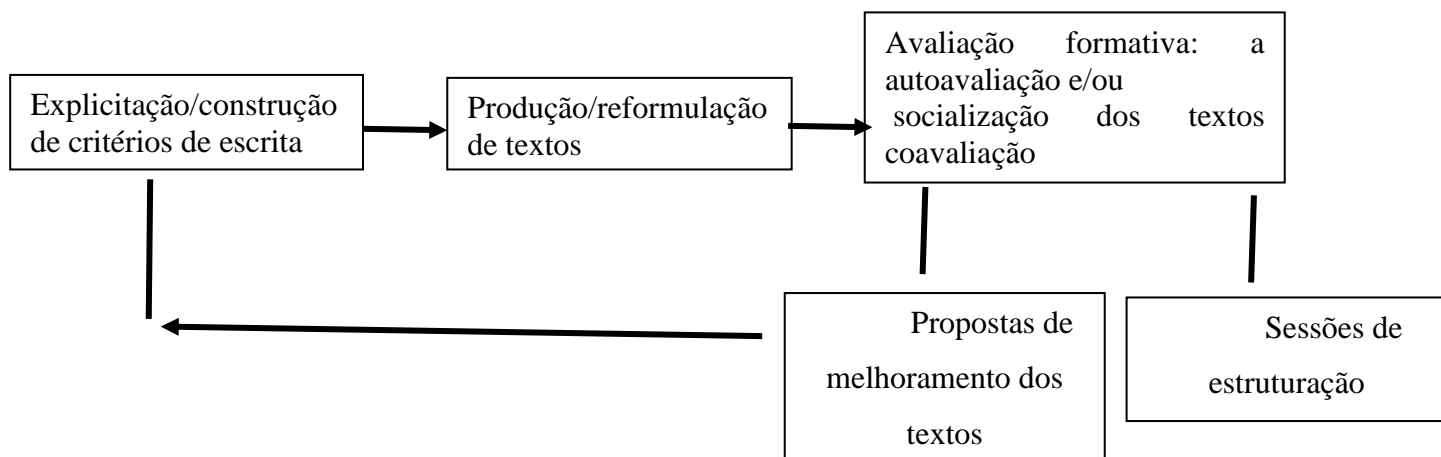 Explicitação/construção
de critérios de escrita
Produção/reformulação
de textos
Avaliação formativa: a
autoavaliação e/ou
socialização dos textos
coavaliação
Propostas de
melhoramento dos
textos
Sessões de
estruturação